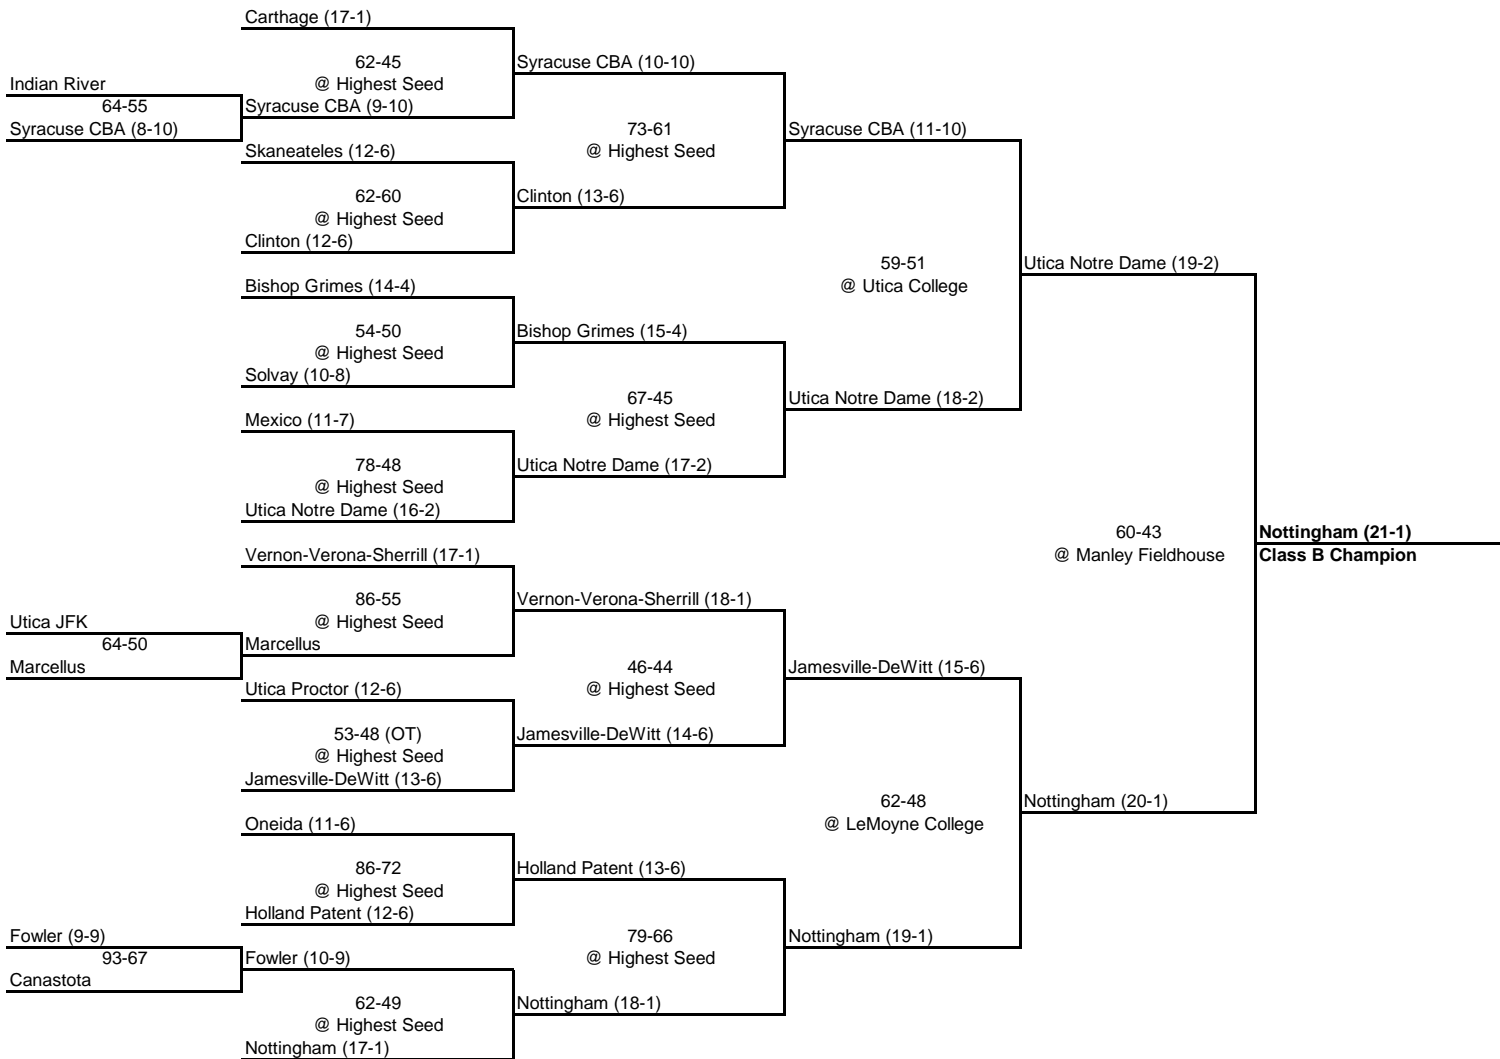 Carthage (17-1)
62-45
@ Highest Seed
Syracuse CBA (10-10)
Indian River
64-55
Syracuse CBA (9-10)
Syracuse CBA (8-10)
73-61
@ Highest Seed
Syracuse CBA (11-10)
Skaneateles (12-6)
62-60
@ Highest Seed
Clinton (13-6)
Clinton (12-6)
59-51
@ Utica College
Utica Notre Dame (19-2)
Bishop Grimes (14-4)
54-50
@ Highest Seed
Bishop Grimes (15-4)
Solvay (10-8)
67-45
@ Highest Seed
Utica Notre Dame (18-2)
Mexico (11-7)
78-48
@ Highest Seed
Utica Notre Dame (17-2)
Utica Notre Dame (16-2)
60-43
@ Manley Fieldhouse
Nottingham (21-1)
Class B Champion
Vernon-Verona-Sherrill (17-1)
86-55
@ Highest Seed
Vernon-Verona-Sherrill (18-1)
Utica JFK
64-50
Marcellus
Marcellus
46-44
@ Highest Seed
Jamesville-DeWitt (15-6)
Utica Proctor (12-6)
53-48 (OT)
@ Highest Seed
Jamesville-DeWitt (14-6)
Jamesville-DeWitt (13-6)
62-48
@ LeMoyne College
Nottingham (20-1)
Oneida (11-6)
86-72
@ Highest Seed
Holland Patent (13-6)
Holland Patent (12-6)
Fowler (9-9)
93-67
Canastota
Fowler (10-9)
79-66
@ Highest Seed
Nottingham (19-1)
62-49
@ Highest Seed
Nottingham (18-1)
Nottingham (17-1)